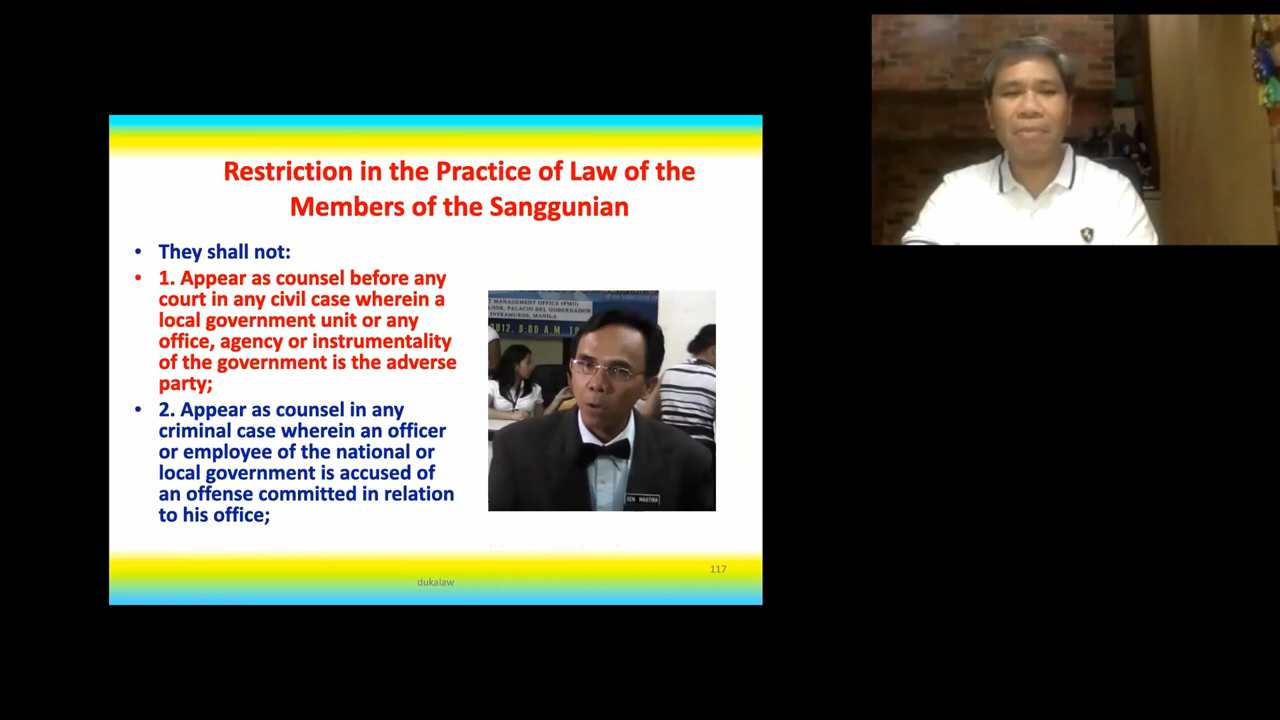 Restriction in the Practice of Law of the
Members of the Sanggunian
• They shall not:
• 1. Appear as counsel before any
court in any civil case wherein a
local government unit or any
office, agency or instrumentality
of the government is the adverse
party;
• 2. Appear as counsel in any
criminal case wherein an officer
or employee of the national or
local government is accused of
an offense committed in relation
to his office;
MANAGEMENT OFFICE (PMO)
PALACIO DEL GOBERNADOR
INTRAMUROS, MANILA
2012, 8:00 A.M. TO
117
dukalaw